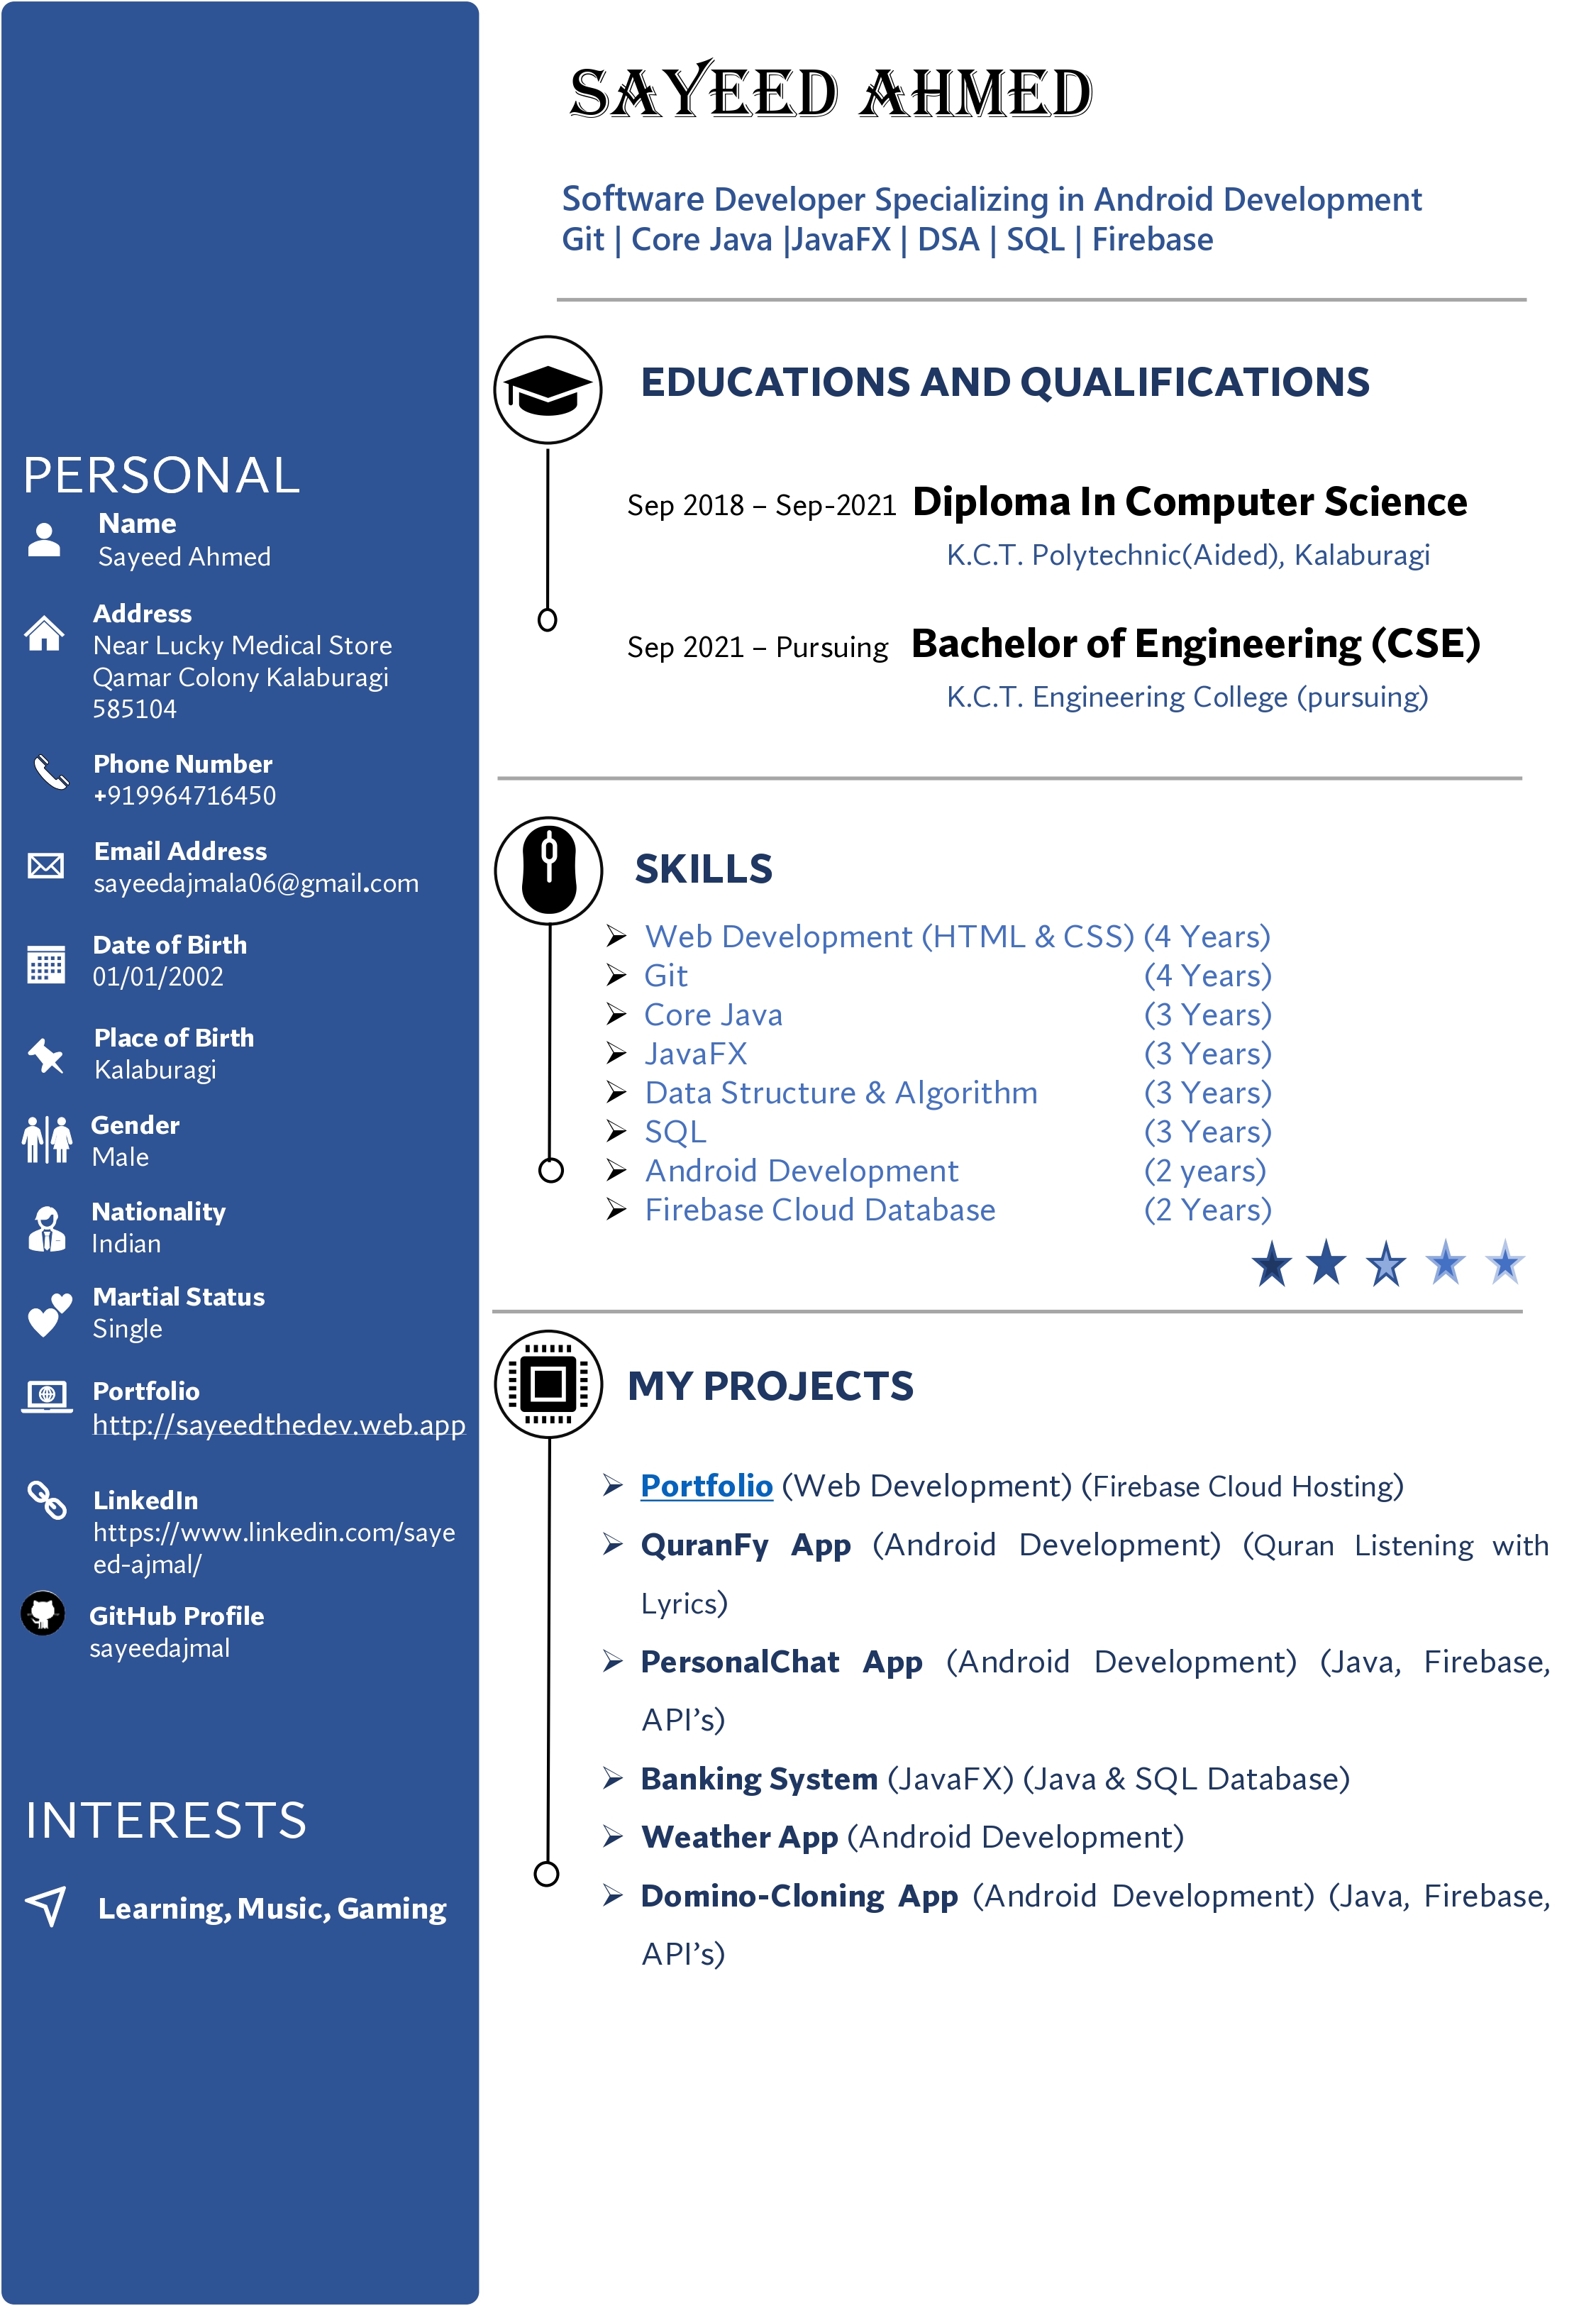 SAYEED AHMED
Software Developer Specializing in Android Development
Git | Core Java |JavaFX | DSA | SQL | Firebase
PERSONAL
Name
Sayeed Ahmed
Address
Near Lucky Medical Store
Qamar Colony Kalaburagi
585104
Phone Number
+919964716450
Email Address
sayeedajmala06@gmail.com
Date of Birth
01/01/2002
Place of Birth
Kalaburagi
Gender
Male
Nationality
Indian
Martial Status
Single
Portfolio
http://sayeedthedev.web.app
LinkedIn
https://www.linkedin.com/saye
ed-ajmal/
GitHub Profile
sayeedajmal
INTERESTS
Learning, Music, Gaming
EDUCATIONS AND QUALIFICATIONS
Sep 2018 – Sep-2021 Diploma In Computer Science
K.C.T. Polytechnic(Aided), Kalaburagi
Sep 2021 – Pursuing Bachelor of Engineering (CSE)
K.C.T. Engineering College (pursuing)
SKILLS
➢ Web Development (HTML & CSS) (4 Years)
➢ Git (4 Years)
➢ Core Java (3 Years)
➢ JavaFX (3 Years)
➢ Data Structure & Algorithm (3 Years)
➢ SQL (3 Years)
➢ Android Development (2 years)
➢ Firebase Cloud Database (2 Years)
MY PROJECTS
➢ Portfolio (Web Development) (Firebase Cloud Hosting)
➢ QuranFy App (Android Development) (Quran Listening with
Lyrics)
➢ PersonalChat App (Android Development) (Java, Firebase,
API’s)
➢ Banking System (JavaFX) (Java & SQL Database)
➢ Weather App (Android Development)
➢ Domino-Cloning App (Android Development) (Java, Firebase,
API’s)